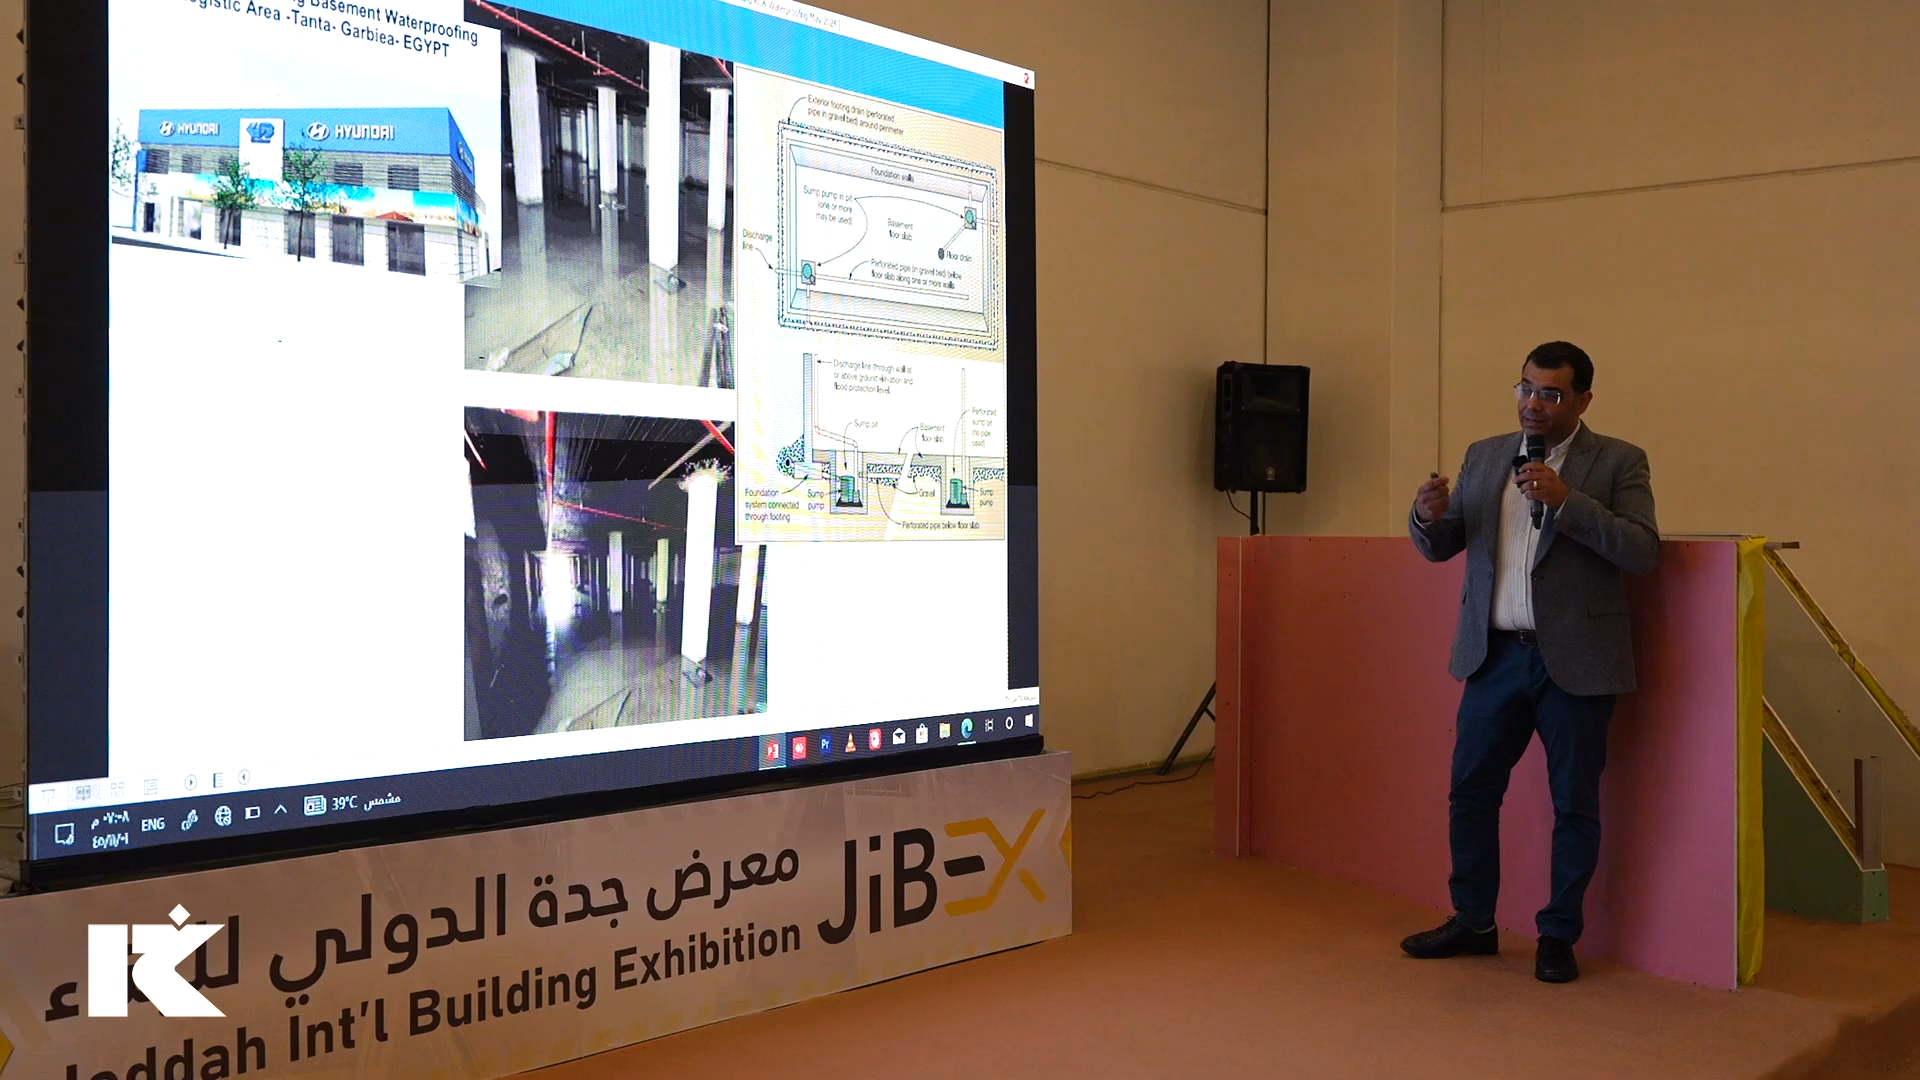 Basement Waterproofing
Logistic Area -Tanta- Garbiea- EGYPT
HYUNDAI
HYUNDAI
Exterior footing drain (perforated
pipe in gravel bed) around perimeter
Foundation walls
Sump pump in pit
(one or more
may be used)
Basement
floor slab
Discharge
line
Floor drain
Perforated pipe (in gravel bed) below
floor slab along one or more walls
Discharge line (through wall at
or above ground elevation and
flood protection level)
Sump pit
Basement
floor slab
Perforated
sump pit
(no pipe
used)
Foundation
system connected
through footing
Sump
pump
Gravel
Sump
pump
Perforated pipe below floor slab
ENG
39°C مشمس
معرض جدة الدولي
Jeddah Int'l Building Exhibition
JiBEX